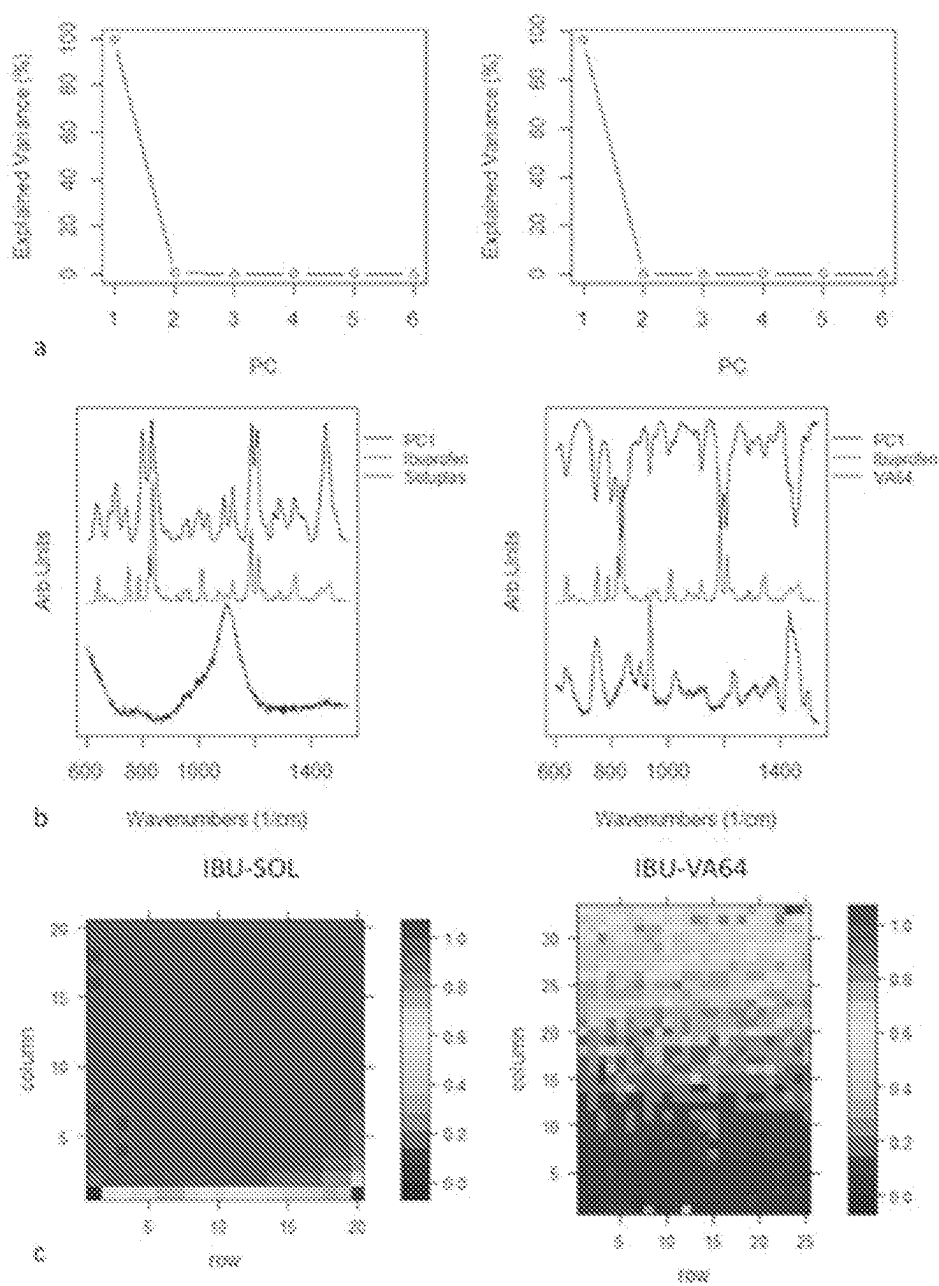 Explained Variance (%)
100
80
60
40
20
0
1 2 3 4 5 6
PC
Explained Variance (%)
100
80
60
40
20
0
1 2 3 4 5 6
PC
a
Arb Units
PC1
Ibuprofen
Soluplus
600 800 1000 1400
Wavenumbers (1/cm)
Arb Units
PC1
Ibuprofen
VA64
600 800 1000 1400
Wavenumbers (1/cm)
b
IBU-SOL
column
20
15
10
5
5 10 15 20
row
1.0
0.8
0.6
0.4
0.2
0.0
IBU-VA64
column
30
25
20
15
10
5
5 10 15 20 25
row
1.0
0.8
0.6
0.4
0.2
0.0
c